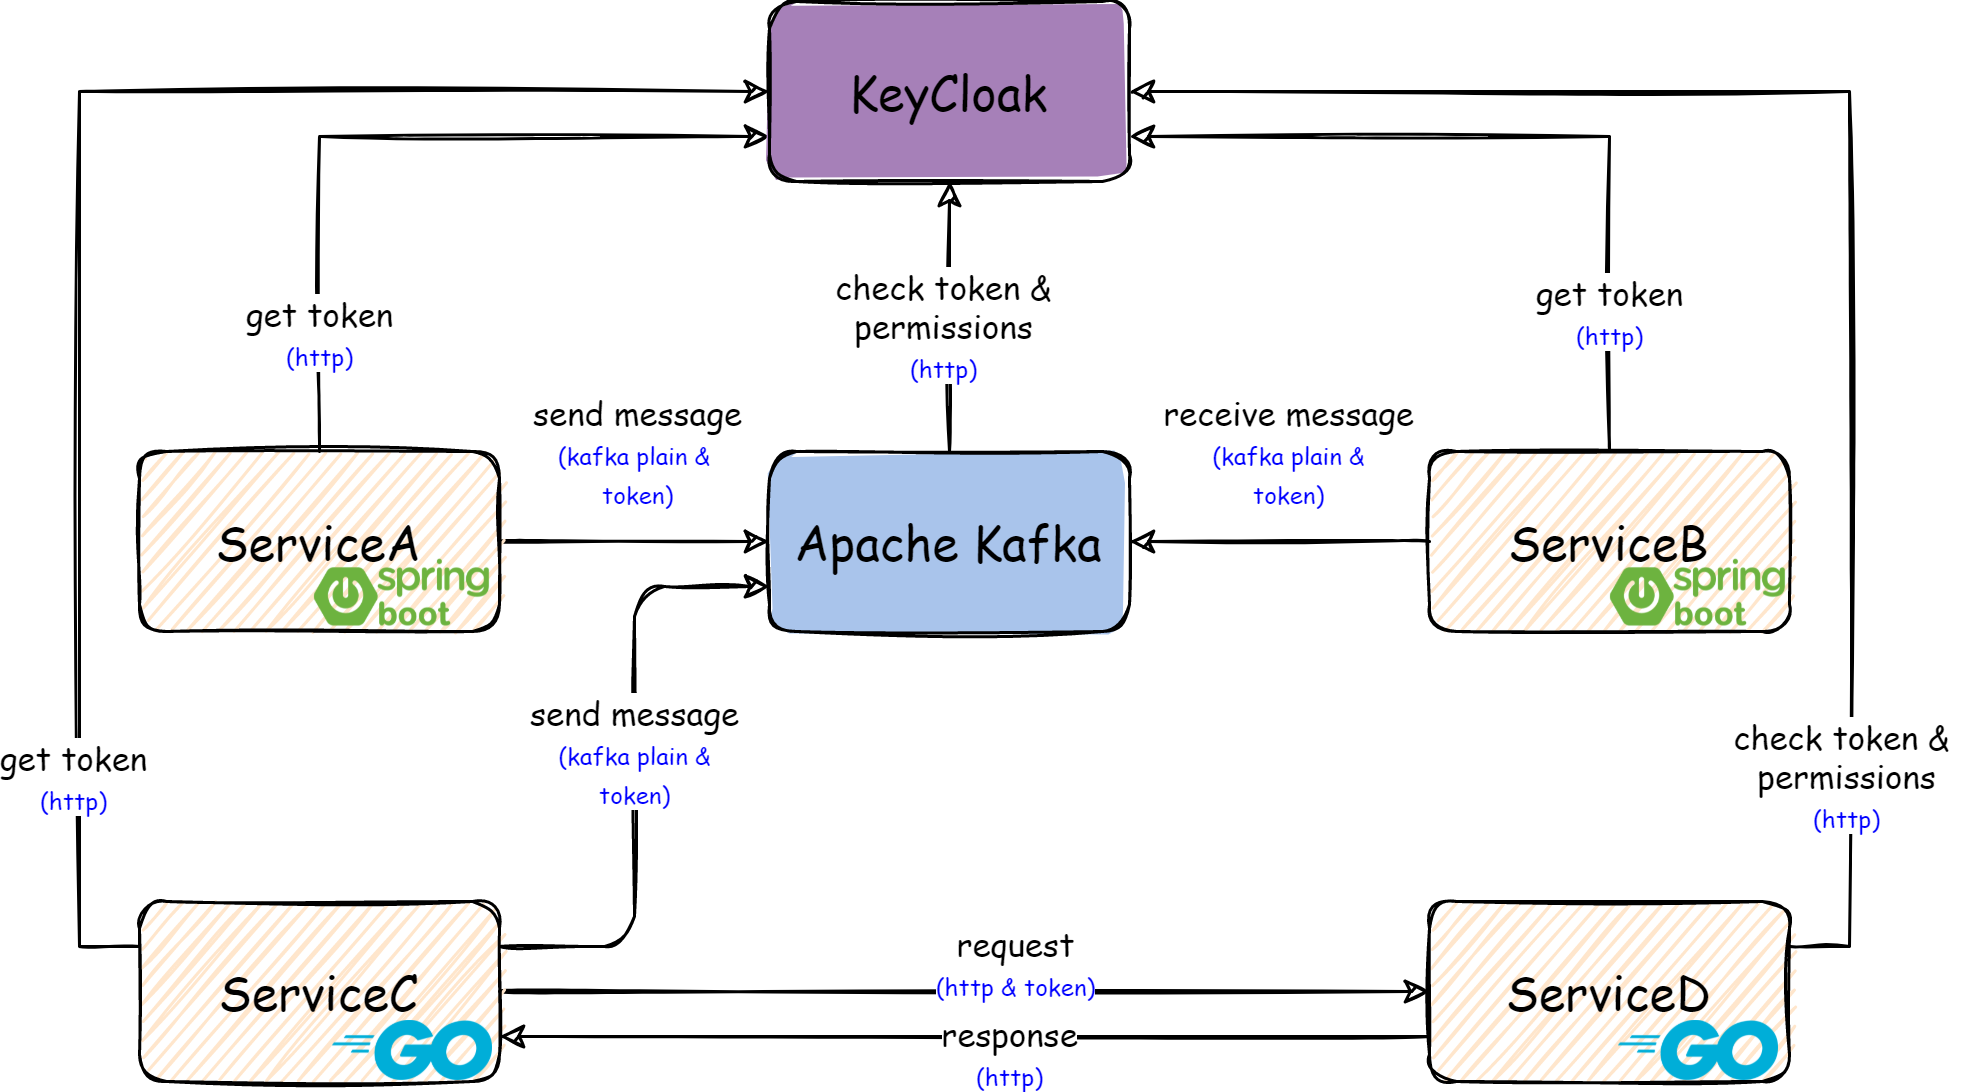 KeyCloak
get token
(http)
check token &
permissions
(http)
get token
(http)
send message
(kafka plain &
token)
receive message
(kafka plain &
token)
ServiceA
spring
boot
Apache Kafka
ServiceB
spring
boot
send message
(kafka plain &
token)
get token
(http)
check token &
permissions
(http)
ServiceC
GO
request
(http & token)
response
(http)
ServiceD
GO